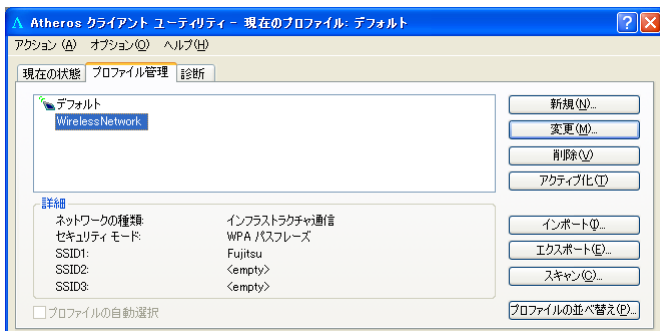 Atheros クライアント ユーティリティ - 現在のプロファイル: デフォルト
アクション (A) オプション(O) ヘルプ(H)
現在の状態 プロファイル管理 診断
デフォルト
WirelessNetwork
新規(N)...
変更(M)...
削除(V)
アクティブ化(T)
詳細
ネットワークの種類: インフラストラクチャ通信
セキュリティ モード: WPA パスフレーズ
SSID1: Fujitsu
SSID2: <empty>
SSID3: <empty>
インポート(I)...
エクスポート(E)...
スキャン(C)...
プロファイルの自動選択
プロファイルの並べ替え(P)...